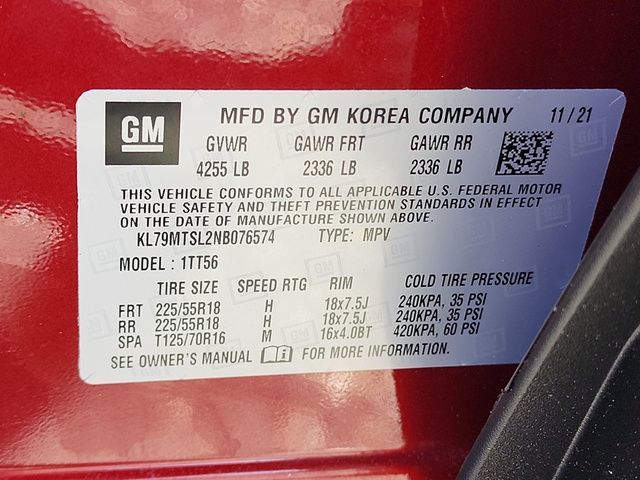 GM
MFD BY GM KOREA COMPANY 11 / 21
GVWR GAWR FRT GAWR RR
4255 LB 2336 LB 2336 LB
THIS VEHICLE CONFORMS TO ALL APPLICABLE U.S. FEDERAL MOTOR
VEHICLE SAFETY AND THEFT PREVENTION STANDARDS IN EFFECT
ON THE DATE OF MANUFACTURE SHOWN ABOVE.
KL79MTSL2NB076574 TYPE: MPV
MODEL : 1TT56
TIRE SIZE SPEED RTG RIM COLD TIRE PRESSURE
FRT 225/55R18 H 18x7.5J 240KPA, 35 PSI
RR 225/55R18 H 18x7.5J 240KPA, 35 PSI
SPA T125/70R16 M 16x4.0BT 420KPA, 60 PSI
SEE OWNER'S MANUAL FOR MORE INFORMATION.